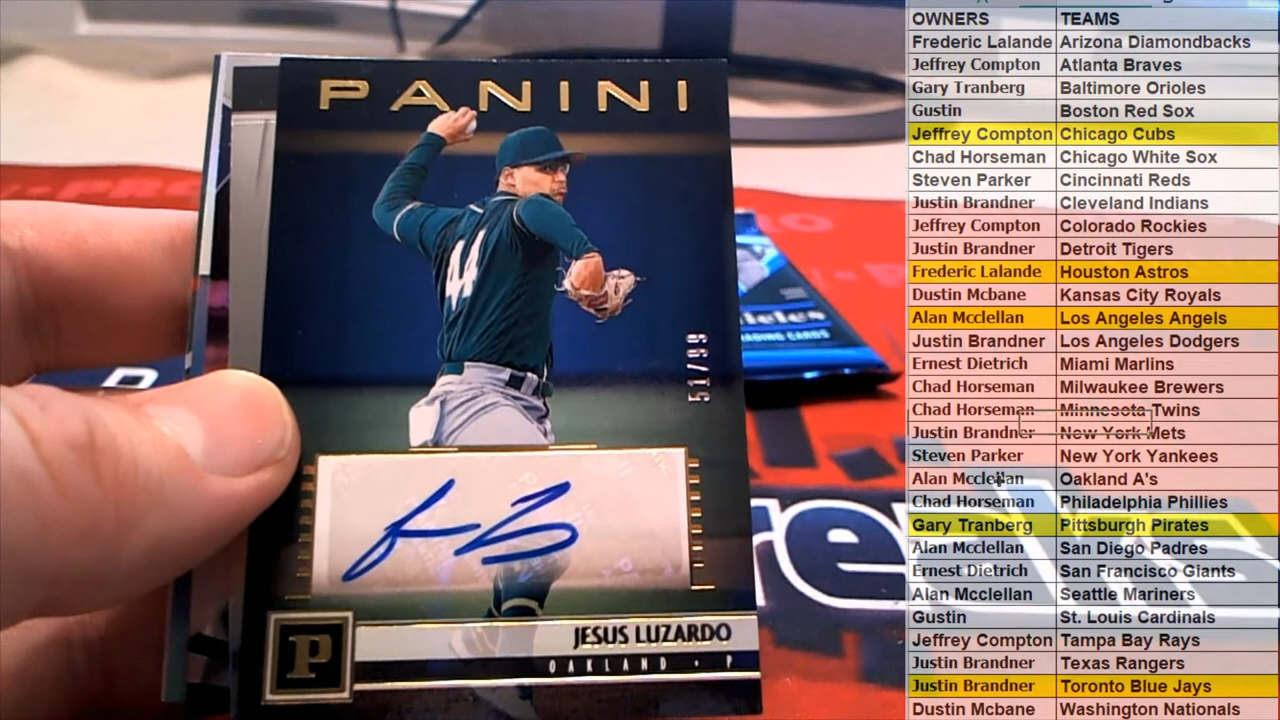 PANINI
44
51/99
JESUS LUZARDO
OAKLAND · P
P
OWNERS TEAMS
Frederic Lalande Arizona Diamondbacks
Jeffrey Compton Atlanta Braves
Gary Tranberg Baltimore Orioles
Gustin Boston Red Sox
Jeffrey Compton Chicago Cubs
Chad Horseman Chicago White Sox
Steven Parker Cincinnati Reds
Justin Brandner Cleveland Indians
Jeffrey Compton Colorado Rockies
Justin Brandner Detroit Tigers
Frederic Lalande Houston Astros
Dustin Mcbane Kansas City Royals
Alan Mcclellan Los Angeles Angels
Justin Brandner Los Angeles Dodgers
Ernest Dietrich Miami Marlins
Chad Horseman Milwaukee Brewers
Chad Horseman Minnesota Twins
Justin Brandner New York Mets
Steven Parker New York Yankees
Alan Mcclellan Oakland A's
Chad Horseman Philadelphia Phillies
Gary Tranberg Pittsburgh Pirates
Alan Mcclellan San Diego Padres
Ernest Dietrich San Francisco Giants
Alan Mcclellan Seattle Mariners
Gustin St. Louis Cardinals
Jeffrey Compton Tampa Bay Rays
Justin Brandner Texas Rangers
Justin Brandner Toronto Blue Jays
Dustin Mcbane Washington Nationals